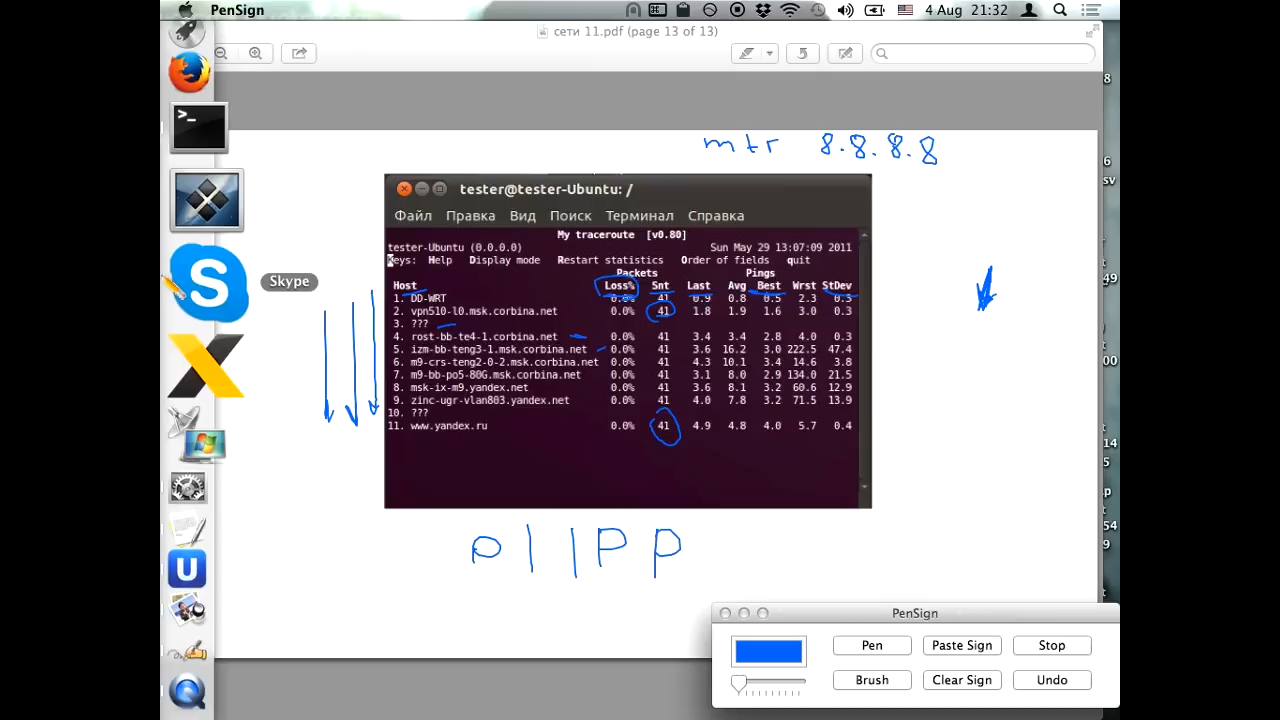 PenSign 4 Aug 21:32
сети 11.pdf (page 13 of 13)
mtr 8.8.8.8
tester@tester-Ubuntu: /
Файл Правка Вид Поиск Терминал Справка
My traceroute [v0.80]
tester-Ubuntu (0.0.0.0) Sun May 29 13:07:09 2011
Keys: Help Display mode Restart statistics Order of fields quit
Packets Pings
Host Loss% Snt Last Avg Best Wrst StDev
1. DD-WRT 0.0% 41 0.9 0.8 0.5 2.3 0.3
2. vpn510-l0.msk.corbina.net 0.0% 41 1.8 1.9 1.6 3.0 0.3
3. ???
4. rost-bb-te4-1.corbina.net 0.0% 41 3.4 3.4 2.8 4.0 0.3
5. izm-bb-teng3-1.msk.corbina.net 0.0% 41 3.6 16.2 3.0 222.5 47.4
6. m9-crs-teng2-0-2.msk.corbina.net 0.0% 41 4.3 10.1 3.4 14.6 3.8
7. m9-bb-po5-80G.msk.corbina.net 0.0% 41 3.1 8.0 2.9 134.0 21.5
8. msk-ix-m9.yandex.net 0.0% 41 3.6 8.1 3.2 60.6 12.9
9. zinc-ugr-vlan803.yandex.net 0.0% 41 4.0 7.8 3.2 71.5 13.9
10. ???
11. www.yandex.ru 0.0% 41 4.9 4.8 4.0 5.7 0.4
Skype
PenSign
Pen Paste Sign Stop
Brush Clear Sign Undo